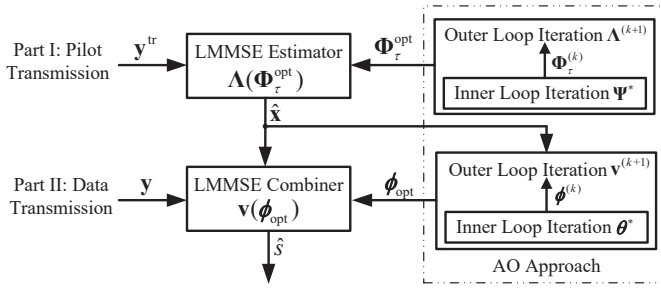 Part I: Pilot
Transmission
y^tr
LMMSE Estimator
Λ(Φ_τ^opt)
Φ_τ^opt
Outer Loop Iteration Λ^(k+1)
Φ_τ^(k)
Inner Loop Iteration Ψ*
x̂
Part II: Data
Transmission
y
LMMSE Combiner
v(ϕ_opt)
ϕ_opt
Outer Loop Iteration v^(k+1)
ϕ^(k)
Inner Loop Iteration θ*
ŝ
AO Approach